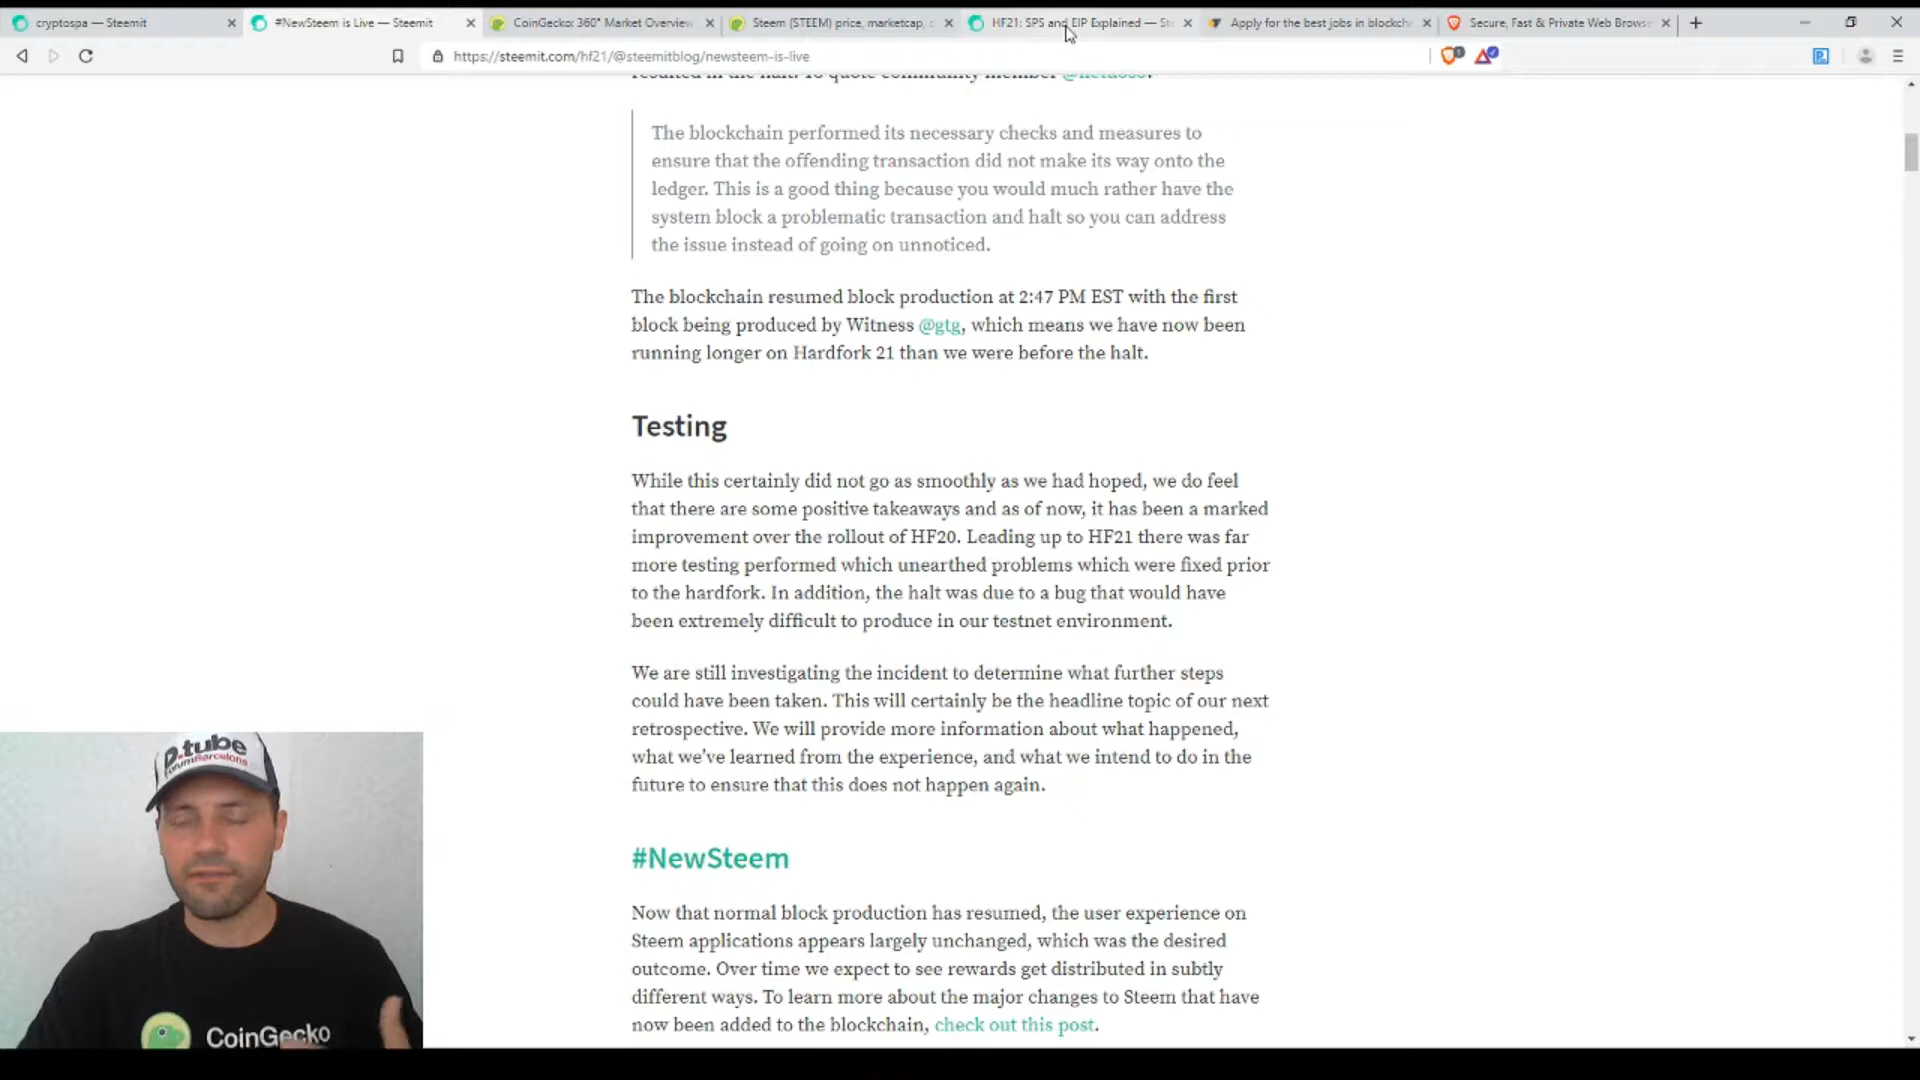 cryptospa — Steemit
#NewSteem is Live — Steemit
CoinGecko: 360° Market Overview
Steem (STEEM) price, marketcap, c
HF21: SPS and EIP Explained — St
Apply for the best jobs in blockch
Secure, Fast & Private Web Brows
https://steemit.com/hf21/@steemitblog/newsteem-is-live
resulted in the halt. To quote community member
The blockchain performed its necessary checks and measures to
ensure that the offending transaction did not make its way onto the
ledger. This is a good thing because you would much rather have the
system block a problematic transaction and halt so you can address
the issue instead of going on unnoticed.
The blockchain resumed block production at 2:47 PM EST with the first
block being produced by Witness @gtg, which means we have now been
running longer on Hardfork 21 than we were before the halt.
Testing
While this certainly did not go as smoothly as we had hoped, we do feel
that there are some positive takeaways and as of now, it has been a marked
improvement over the rollout of HF20. Leading up to HF21 there was far
more testing performed which unearthed problems which were fixed prior
to the hardfork. In addition, the halt was due to a bug that would have
been extremely difficult to produce in our testnet environment.
We are still investigating the incident to determine what further steps
could have been taken. This will certainly be the headline topic of our next
retrospective. We will provide more information about what happened,
what we've learned from the experience, and what we intend to do in the
future to ensure that this does not happen again.
#NewSteem
Now that normal block production has resumed, the user experience on
Steem applications appears largely unchanged, which was the desired
outcome. Over time we expect to see rewards get distributed in subtly
different ways. To learn more about the major changes to Steem that have
now been added to the blockchain, check out this post.
D.tube
ForumBarcelona
CoinGecko